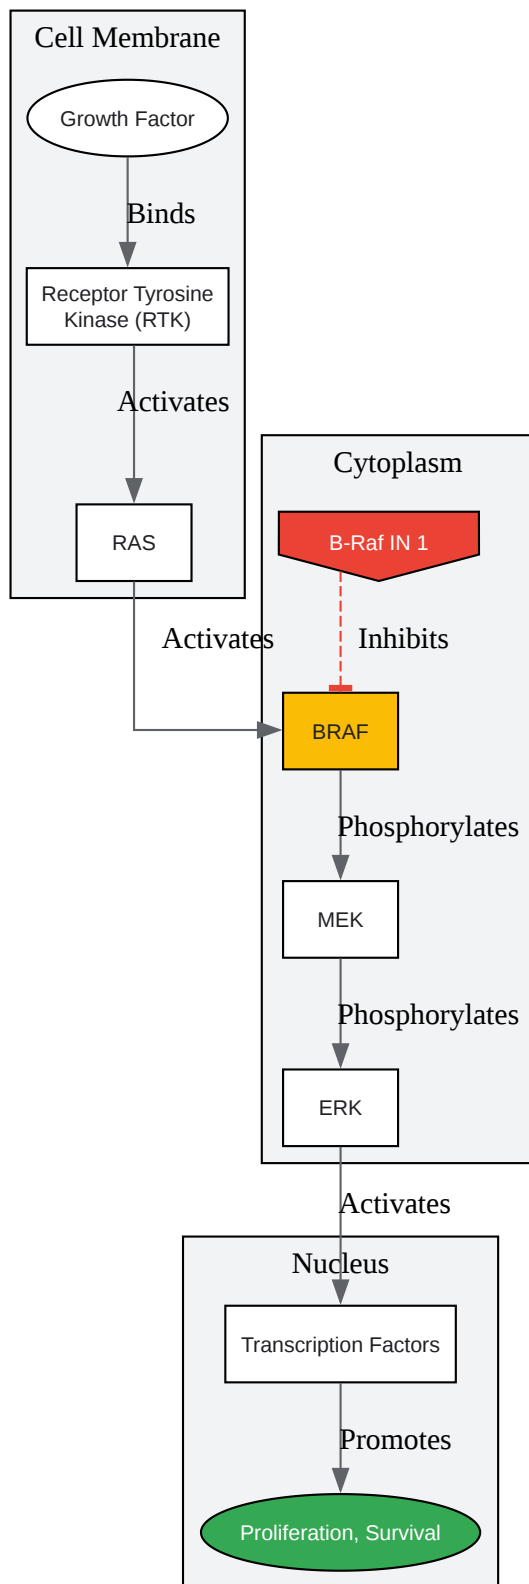 Cell Membrane
Growth Factor
Binds
Receptor Tyrosine
Kinase (RTK)
Activates
RAS
Activates
Cytoplasm
B-Raf IN 1
Inhibits
BRAF
Phosphorylates
MEK
Phosphorylates
ERK
Activates
Nucleus
Transcription Factors
Promotes
Proliferation, Survival